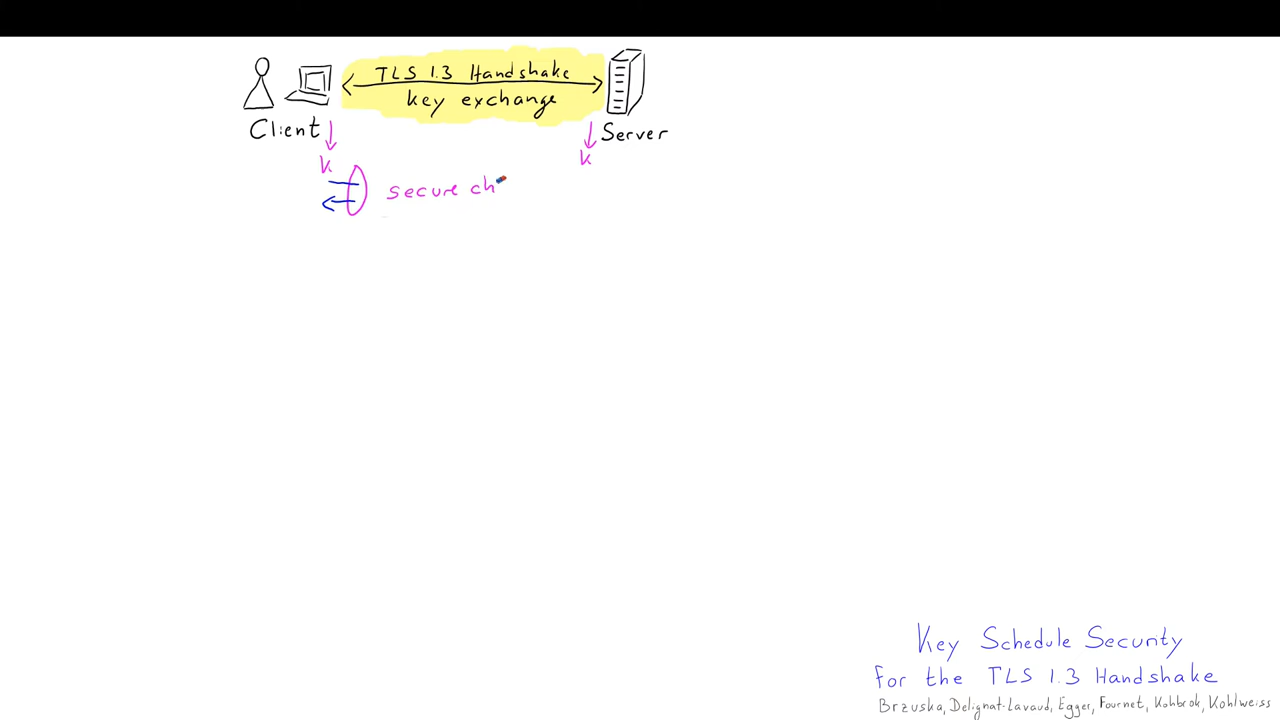 TLS 1.3 Handshake
key exchange
Client
Server
k
k
secure ch
Key Schedule Security
for the TLS 1.3 Handshake
Brzuska, Delignat-Lavaud, Egger, Fournet, Kohbrok, Kohlweiss